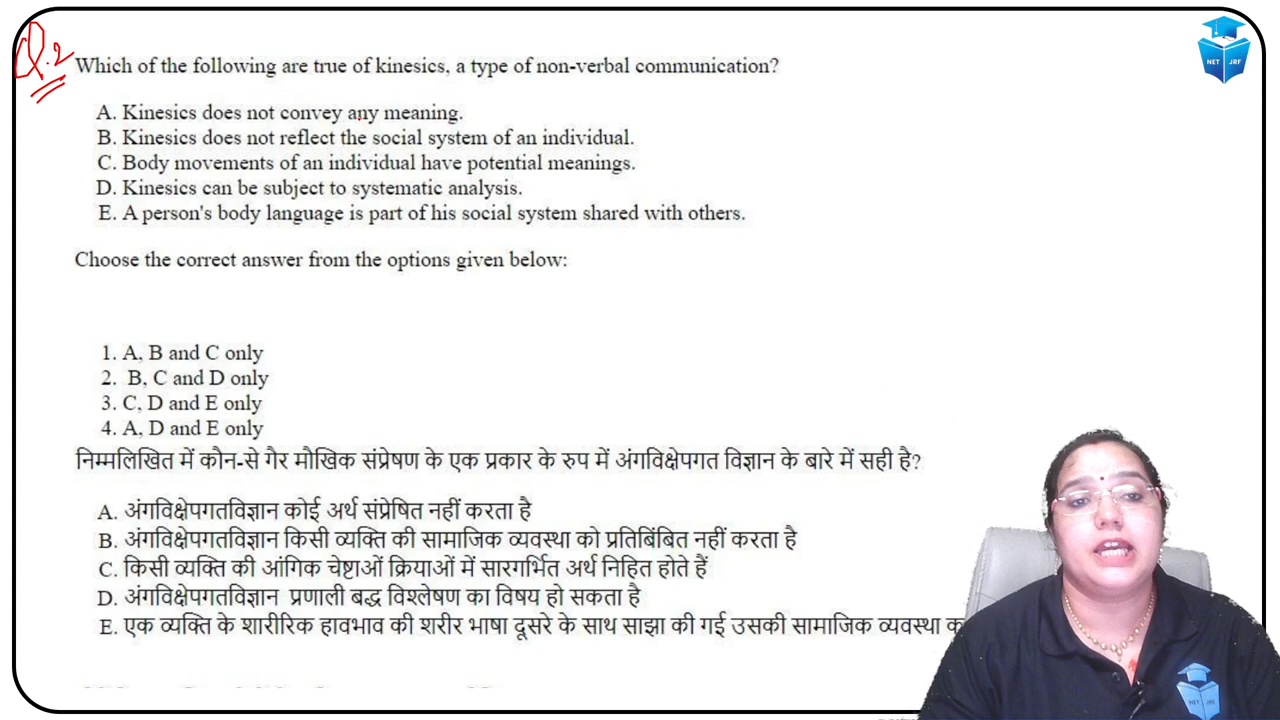 Q.2
Which of the following are true of kinesics, a type of non-verbal communication?
A. Kinesics does not convey any meaning.
B. Kinesics does not reflect the social system of an individual.
C. Body movements of an individual have potential meanings.
D. Kinesics can be subject to systematic analysis.
E. A person's body language is part of his social system shared with others.
Choose the correct answer from the options given below:
1. A, B and C only
2. B, C and D only
3. C, D and E only
4. A, D and E only
निम्मलिखित में कौन-से गैर मौखिक संप्रेषण के एक प्रकार के रुप में अंगविक्षेपगत विज्ञान के बारे में सही है?
A. अंगविक्षेपगतविज्ञान कोई अर्थ संप्रेषित नहीं करता है
B. अंगविक्षेपगतविज्ञान किसी व्यक्ति की सामाजिक व्यवस्था को प्रतिबिंबित नहीं करता है
C. किसी व्यक्ति की आंगिक चेष्टाओं क्रियाओं में सारगर्भित अर्थ निहित होते हैं
D. अंगविक्षेपगतविज्ञान प्रणाली बद्ध विश्लेषण का विषय हो सकता है
E. एक व्यक्ति के शारीरिक हावभाव की शरीर भाषा दूसरे के साथ साझा की गई उसकी सामाजिक व्यवस्था
NET JRF
NET JRF